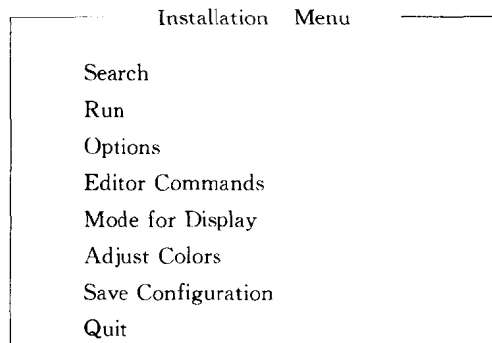 Installation Menu
Search
Run
Options
Editor Commands
Mode for Display
Adjust Colors
Save Configuration
Quit